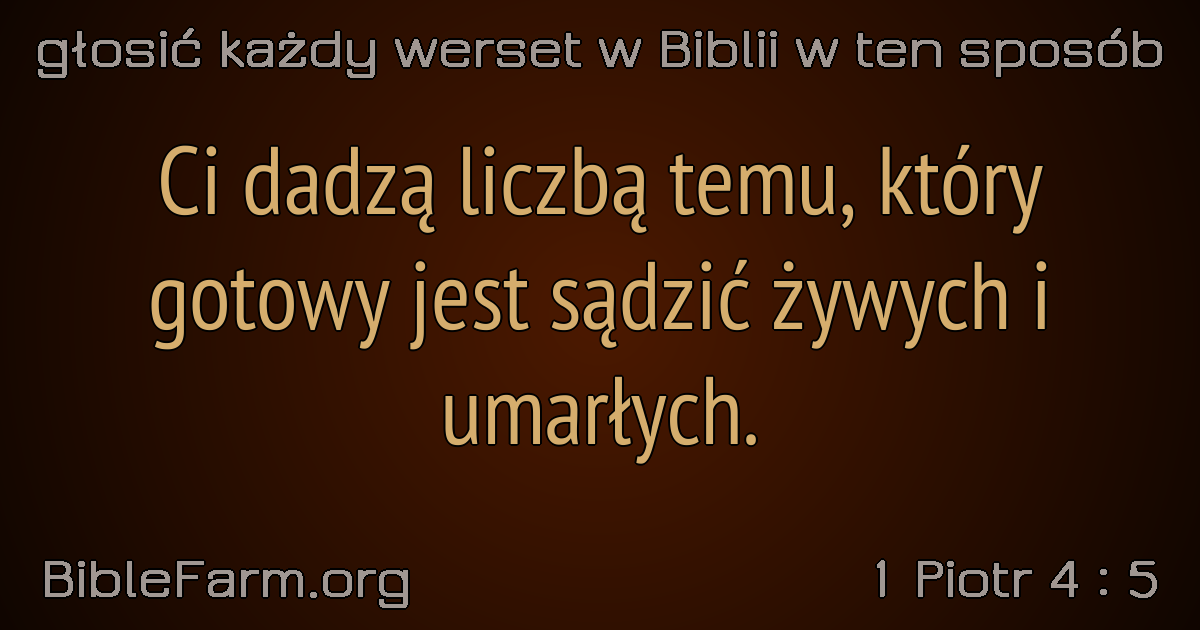 głosić każdy werset w Biblii w ten sposób
Ci dadzą liczbą temu, który
gotowy jest sądzić żywych i
umarłych.
BibleFarm.org
1 Piotr 4 : 5